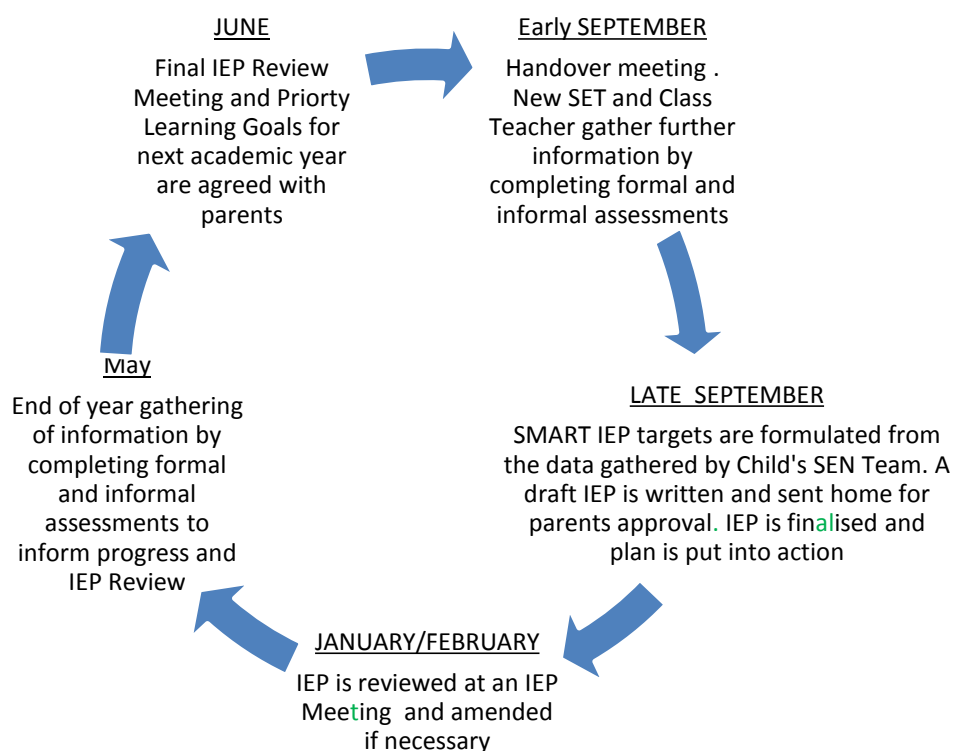 JUNE
Final IEP Review
Meeting and Priorty
Learning Goals for
next academic year
are agreed with
parents
Early SEPTEMBER
Handover meeting .
New SET and Class
Teacher gather further
information by
completing formal and
informal assessments
LATE  SEPTEMBER
SMART IEP targets are formulated from
the data gathered by Child's SEN Team. A
draft IEP is written and sent home for
parents approval. IEP is finalised and
plan is put into action
JANUARY/FEBRUARY
IEP is reviewed at an IEP
Meeting  and amended
if necessary
May
End of year gathering
of information by
completing formal
and informal
assessments to
inform progress and
IEP Review